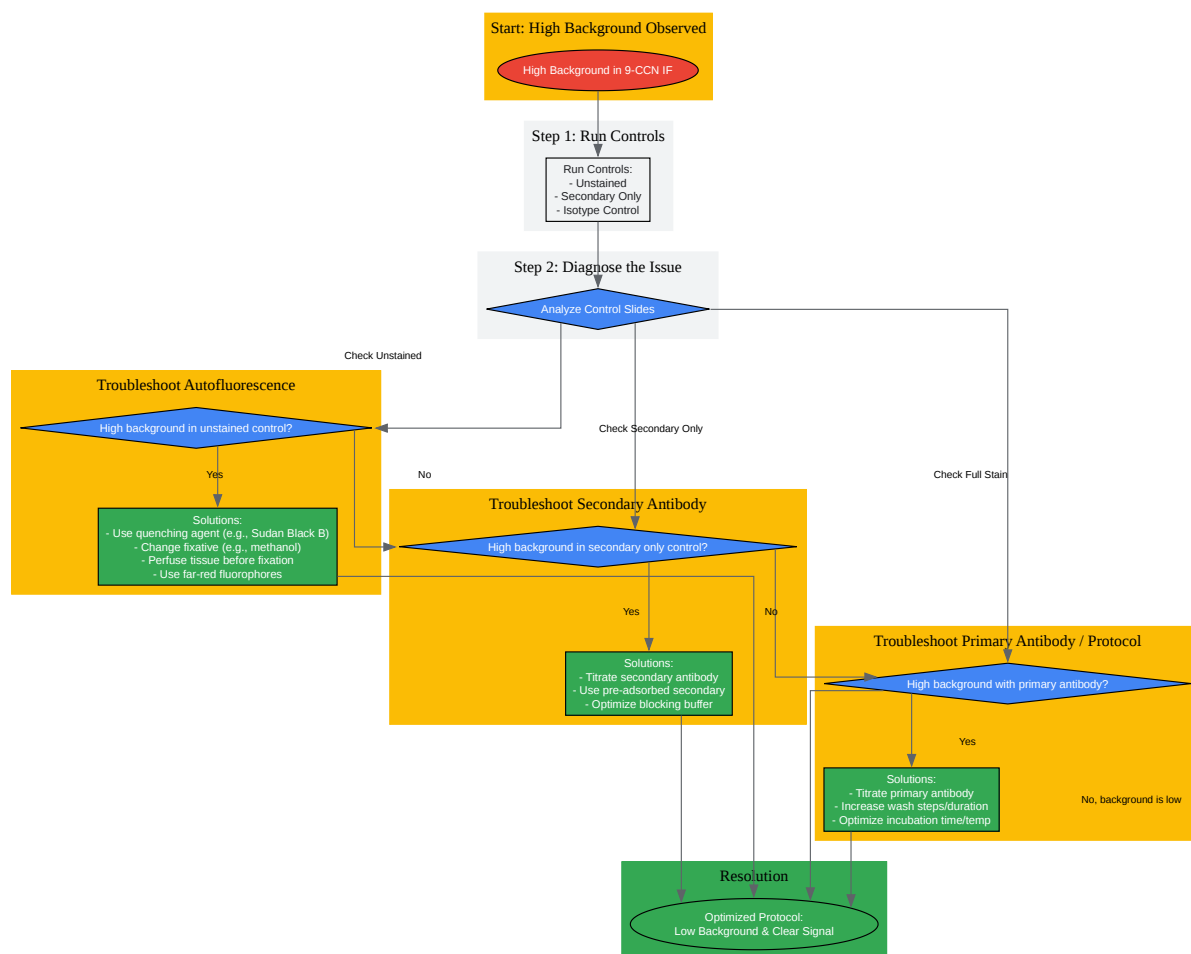 Start: High Background Observed
High Background in 9-CCN IF
Step 1: Run Controls
Run Controls:
- Unstained
- Secondary Only
- Isotype Control
Step 2: Diagnose the Issue
Analyze Control Slides
Check Unstained
Troubleshoot Autofluorescence
High background in unstained control?
Check Secondary Only
Yes
No
Check Full Stain
Solutions:
- Use quenching agent (e.g., Sudan Black B)
- Change fixative (e.g., methanol)
- Perfuse tissue before fixation
- Use far-red fluorophores
Troubleshoot Secondary Antibody
High background in secondary only control?
Yes
No
Solutions:
- Titrate secondary antibody
- Use pre-adsorbed secondary
- Optimize blocking buffer
Troubleshoot Primary Antibody / Protocol
High background with primary antibody?
Yes
No, background is low
Solutions:
- Titrate primary antibody
- Increase wash steps/duration
- Optimize incubation time/temp
Resolution
Optimized Protocol:
Low Background & Clear Signal